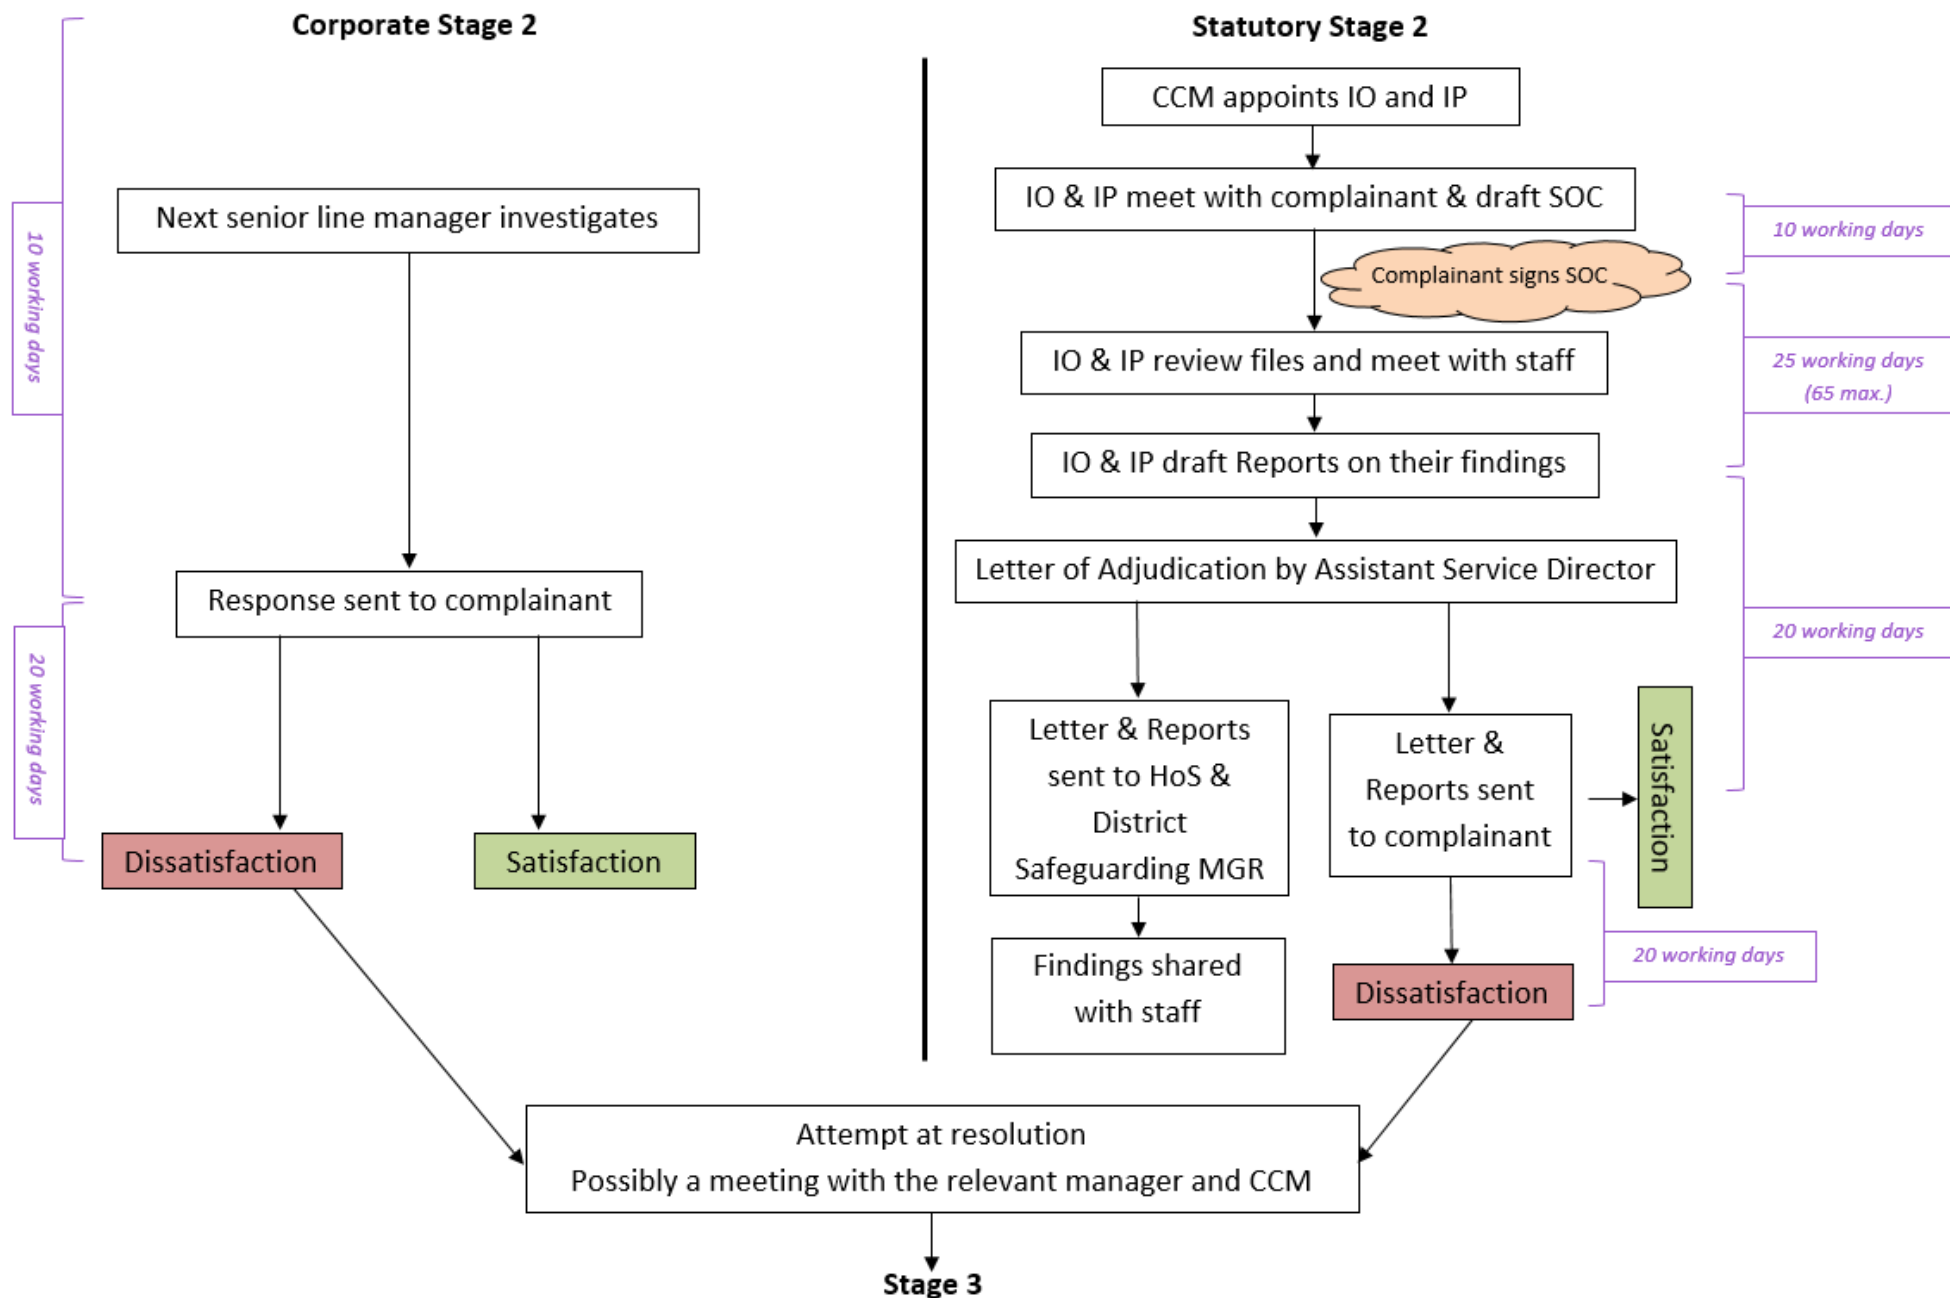 Corporate Stage 2
10 working days
Next senior line manager investigates
Response sent to complainant
20 working days
Dissatisfaction
Satisfaction
Statutory Stage 2
CCM appoints IO and IP
IO & IP meet with complainant & draft SOC
10 working days
Complainant signs SOC
IO & IP review files and meet with staff
25 working days
(65 max.)
IO & IP draft Reports on their findings
Letter of Adjudication by Assistant Service Director
20 working days
Letter & Reports
sent to HoS &
District
Safeguarding MGR
Letter &
Reports sent
to complainant
Satisfaction
Findings shared
with staff
20 working days
Dissatisfaction
Attempt at resolution
Possibly a meeting with the relevant manager and CCM
Stage 3